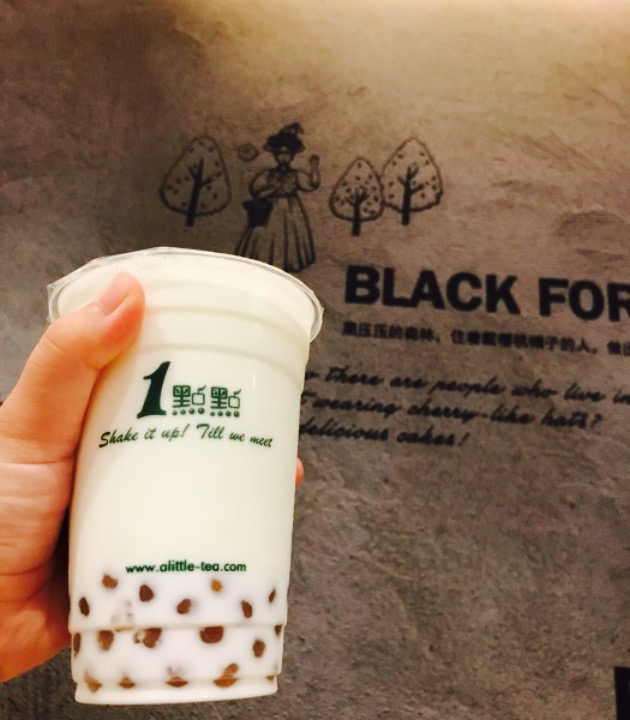 BLACK FOR
黑压压的森林，住着戴樱桃帽子的人，做出
there are people who live in
wearing cherry-like hats?
delicious cakes!
1點點
Shake it up! Till we meet
www.alittle-tea.com